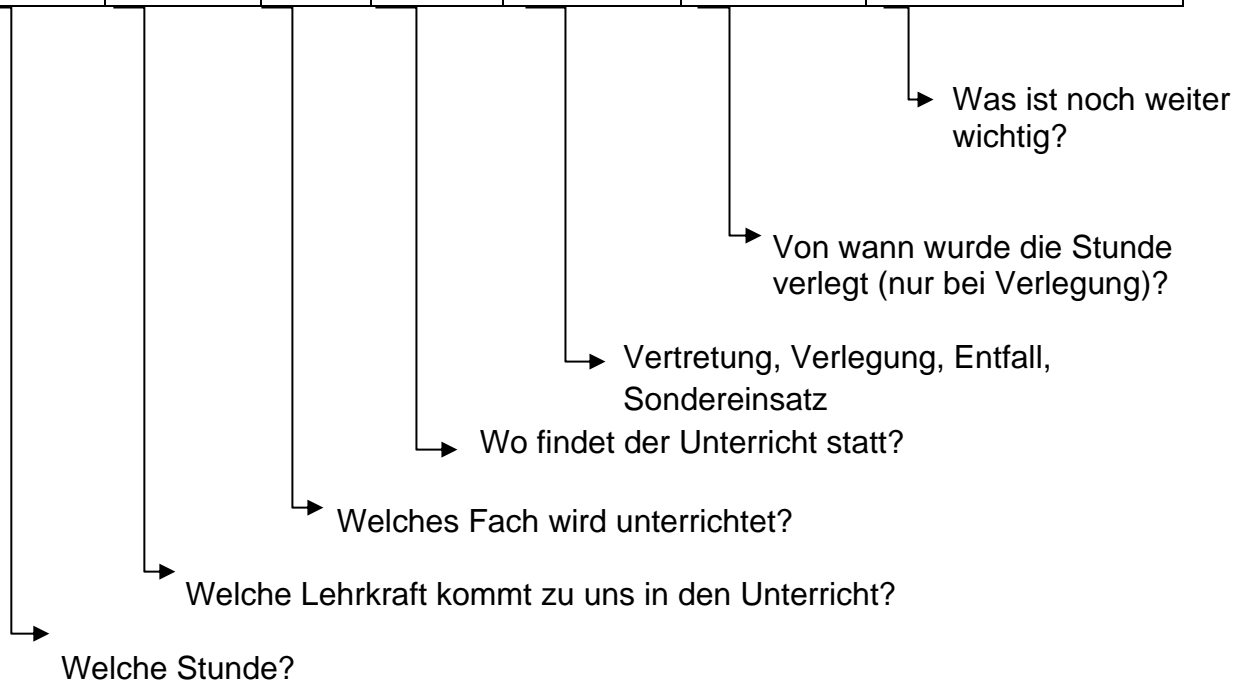 Was ist noch weiter
wichtig?
Von wann wurde die Stunde
verlegt (nur bei Verlegung)?
Vertretung, Verlegung, Entfall,
Sondereinsatz
Wo findet der Unterricht statt?
Welches Fach wird unterrichtet?
Welche Lehrkraft kommt zu uns in den Unterricht?
Welche Stunde?